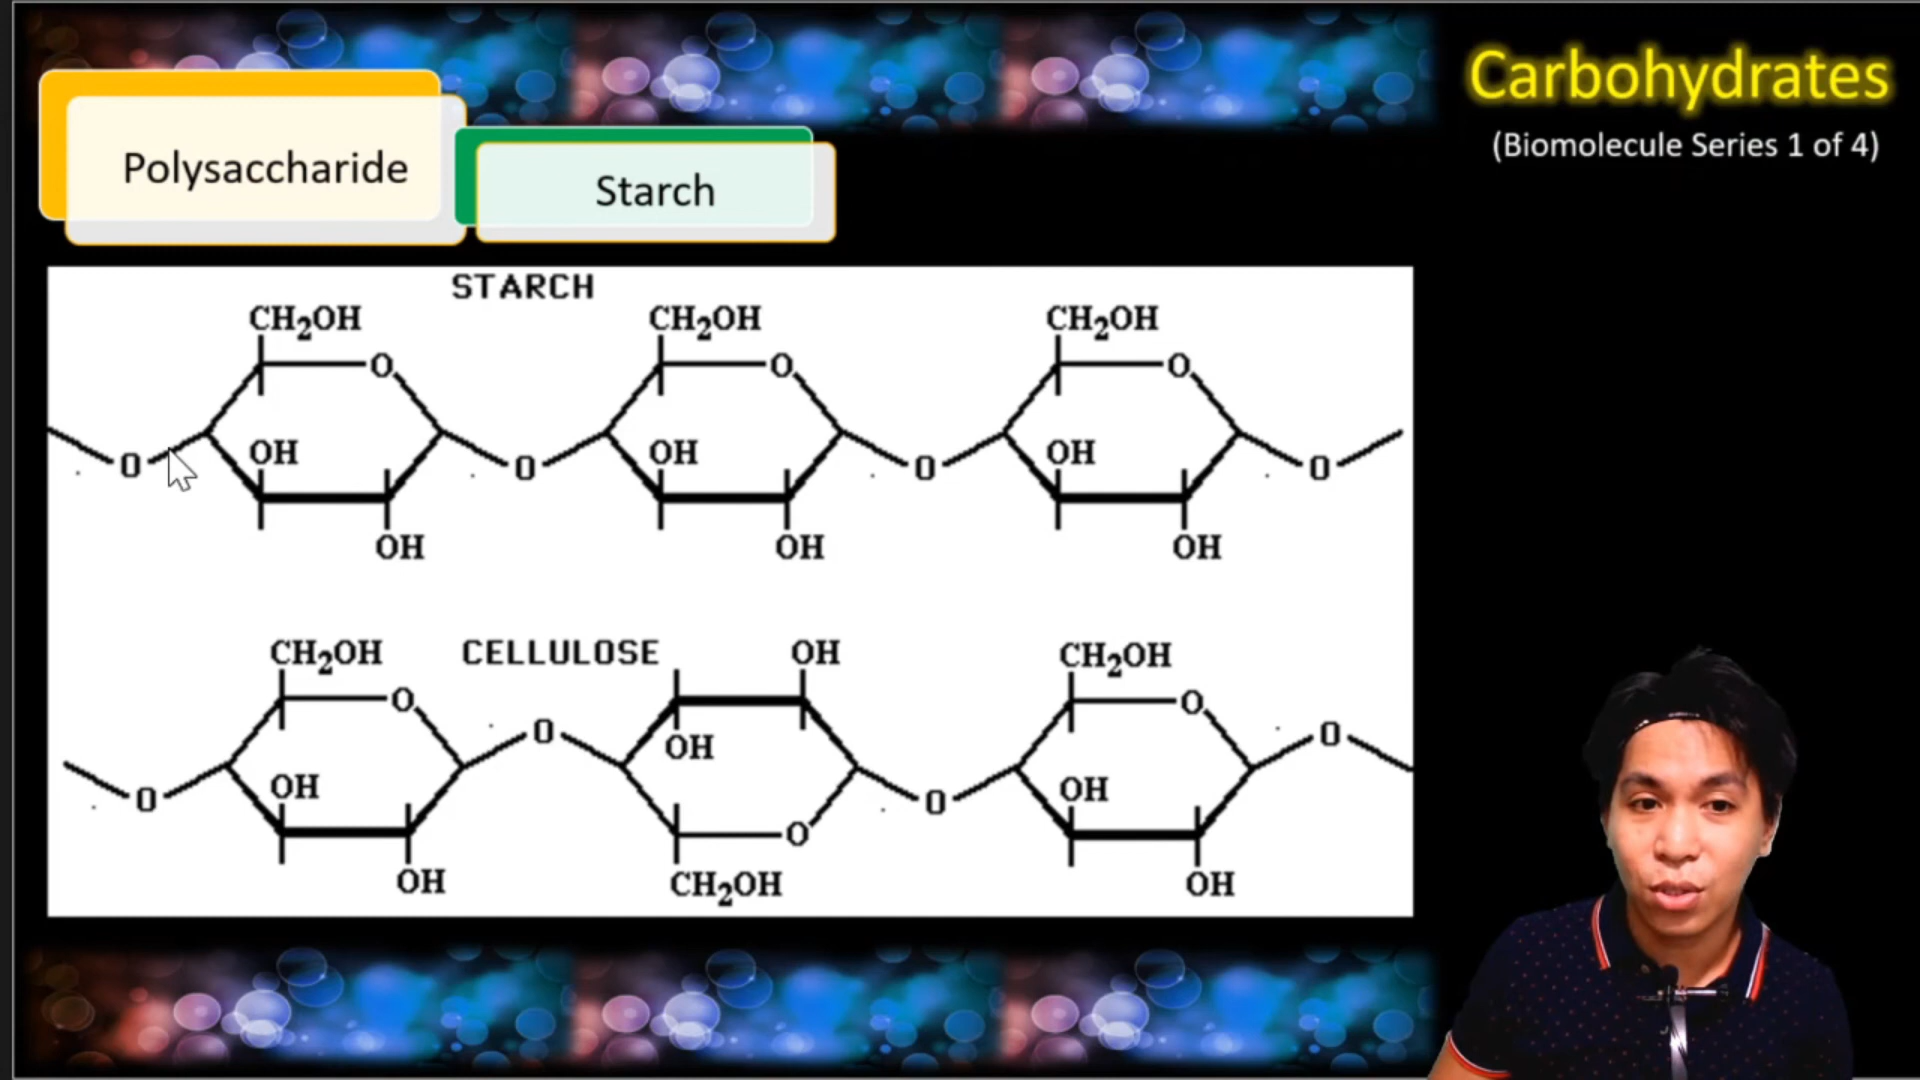 Carbohydrates
(Biomolecule Series 1 of 4)
Polysaccharide
Starch
STARCH
CH2OH CH2OH CH2OH
O O O
OH OH OH
O O O O
OH OH OH
CH2OH CELLULOSE OH CH2OH
O O
O O
OH OH
OH
O O
O
OH CH2OH OH